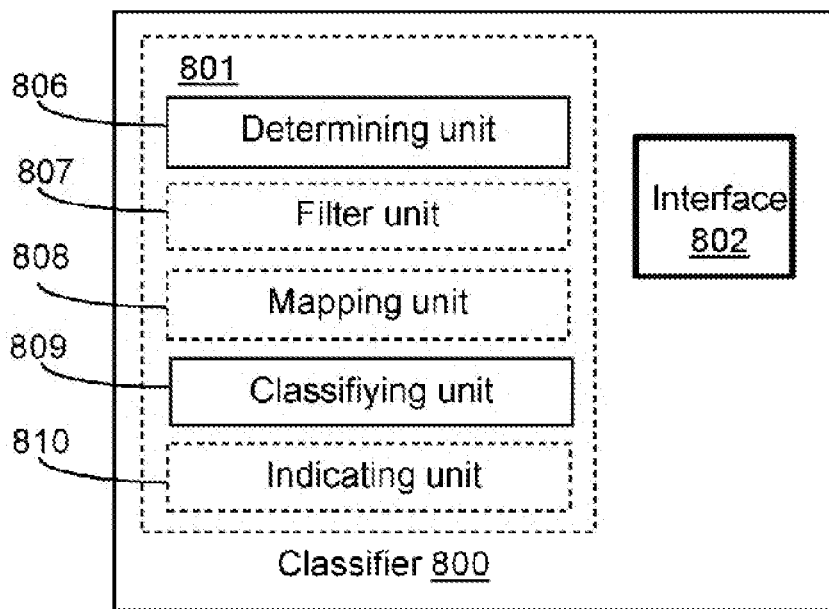 801
806
Determining unit
807
Filter unit
Interface
802
808
Mapping unit
809
Classifiying unit
810
Indicating unit
Classifier 800